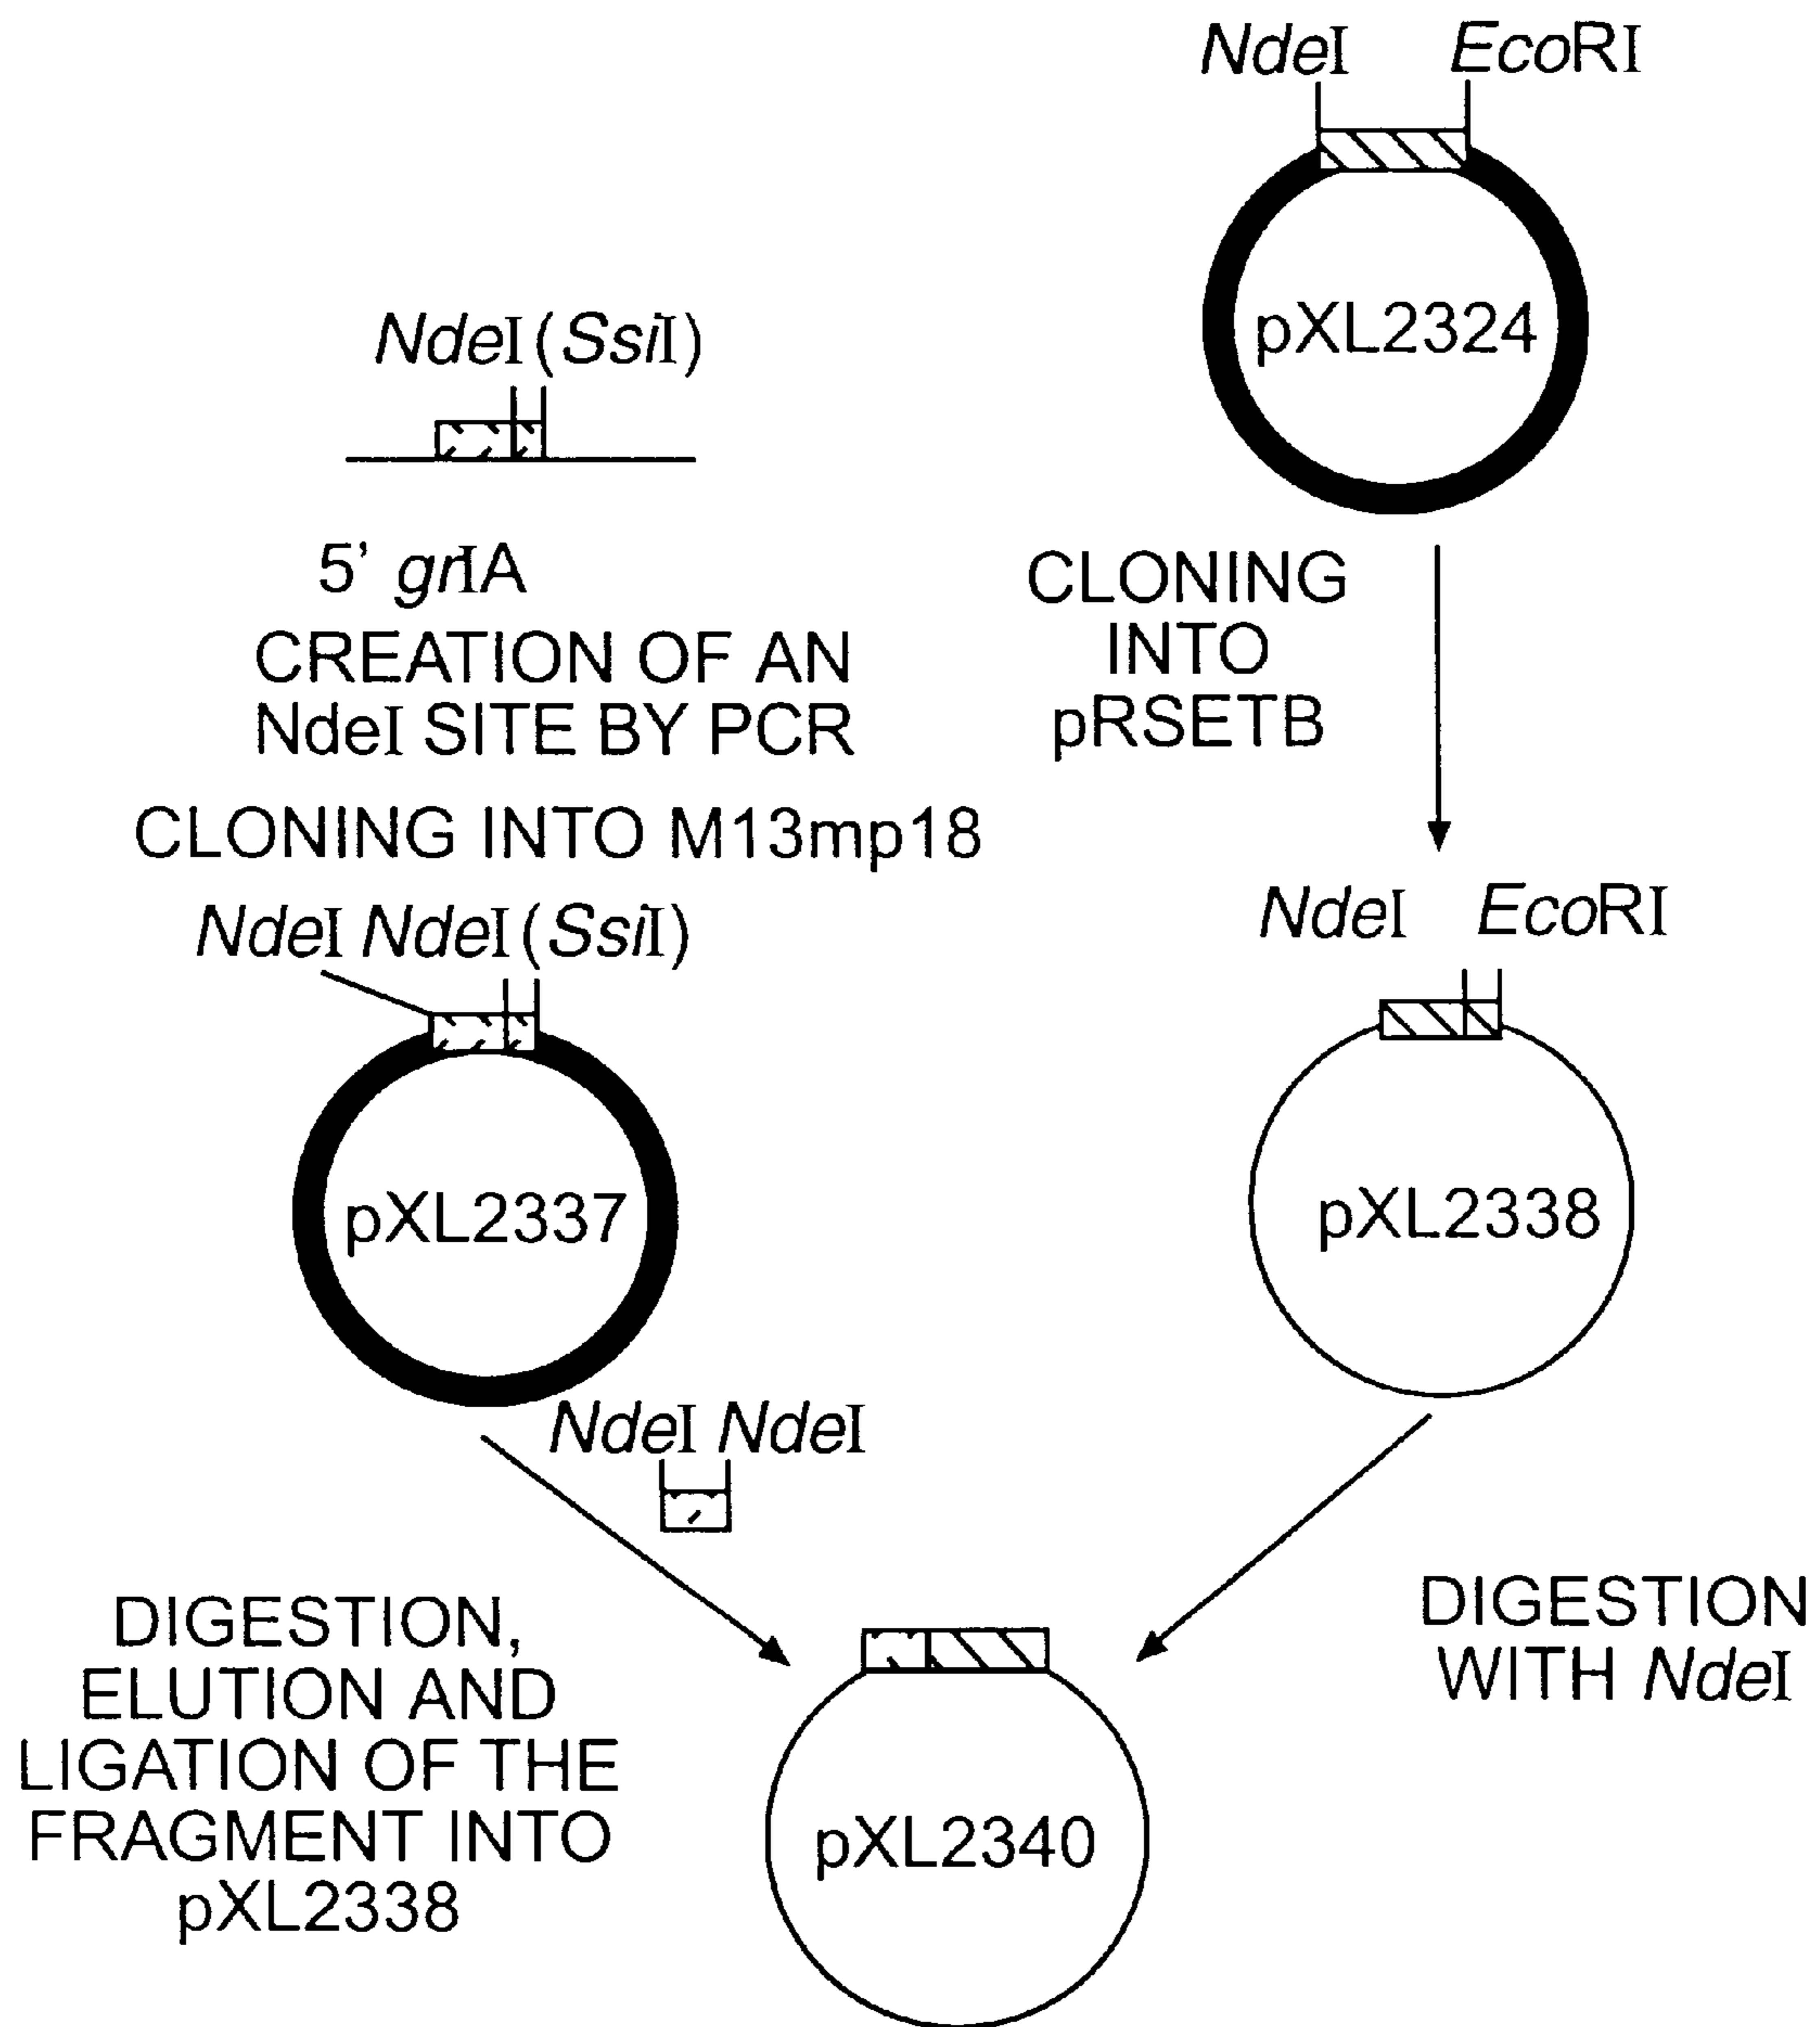 NdeI EcoRI
pXL2324
NdeI (SsiI)
5' grlA
CREATION OF AN
NdeI SITE BY PCR
CLONING INTO M13mp18
CLONING
INTO
pRSETB
NdeI NdeI (SsiI)
pXL2337
NdeI EcoRI
pXL2338
NdeI NdeI
DIGESTION,
ELUTION AND
LIGATION OF THE
FRAGMENT INTO
pXL2338
DIGESTION
WITH NdeI
pXL2340